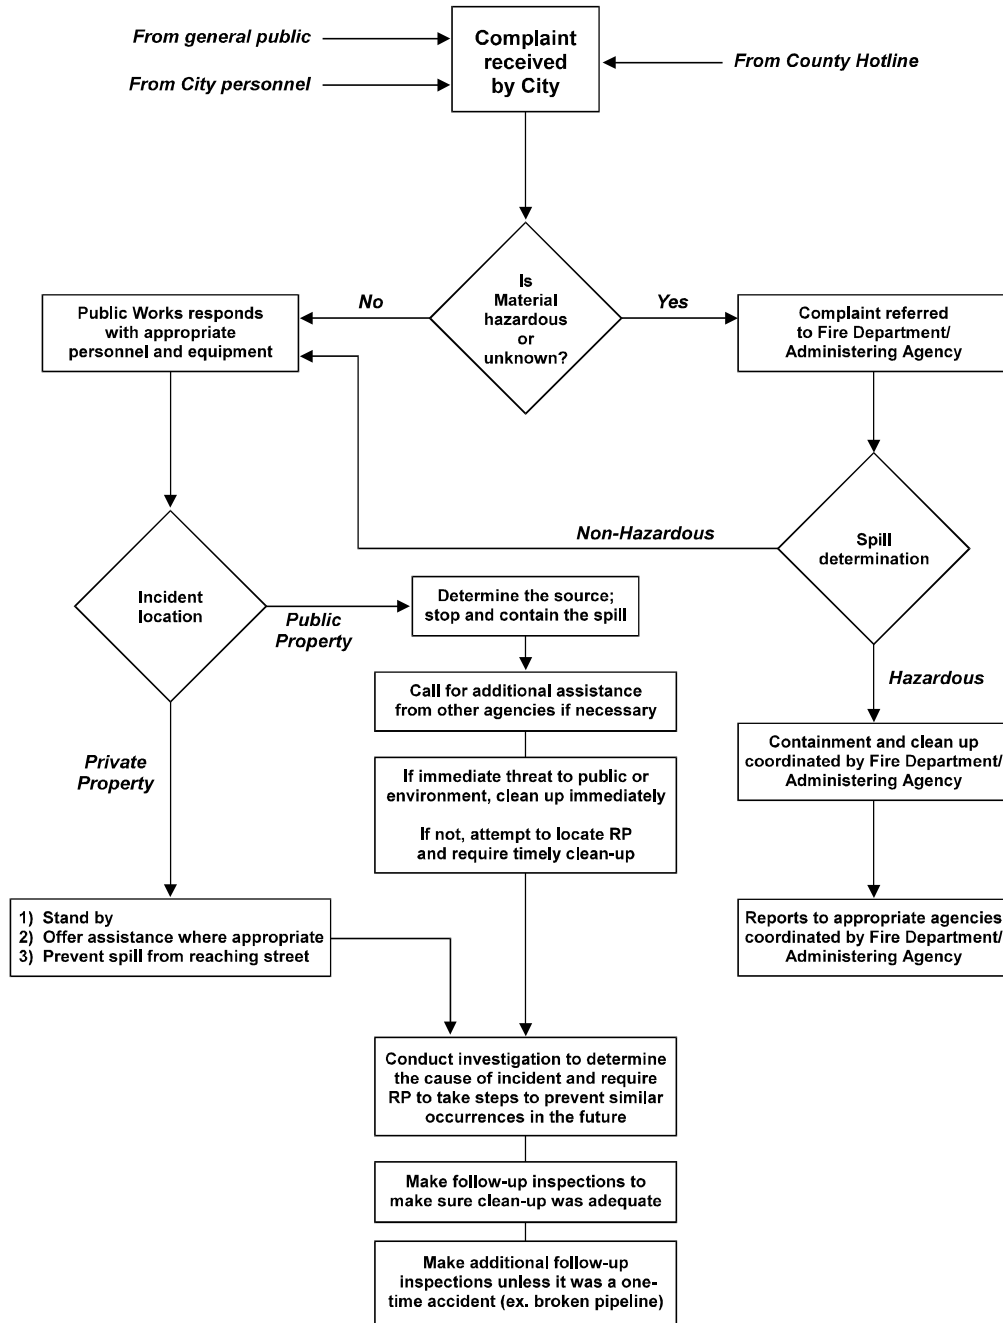 From general public
From City personnel
Complaint
received
by City
From County Hotline
Is
Material
hazardous
or
unknown?
No
Yes
Public Works responds
with appropriate
personnel and equipment
Complaint referred
to Fire Department/
Administering Agency
Non-Hazardous
Spill
determination
Incident
location
Public
Property
Determine the source;
stop and contain the spill
Hazardous
Call for additional assistance
from other agencies if necessary
Private
Property
Containment and clean up
coordinated by Fire Department/
Administering Agency
If immediate threat to public or
environment, clean up immediately
If not, attempt to locate RP
and require timely clean-up
1) Stand by
2) Offer assistance where appropriate
3) Prevent spill from reaching street
Reports to appropriate agencies
coordinated by Fire Department/
Administering Agency
Conduct investigation to determine
the cause of incident and require
RP to take steps to prevent similar
occurrences in the future
Make follow-up inspections to
make sure clean-up was adequate
Make additional follow-up
inspections unless it was a one-
time accident (ex. broken pipeline)